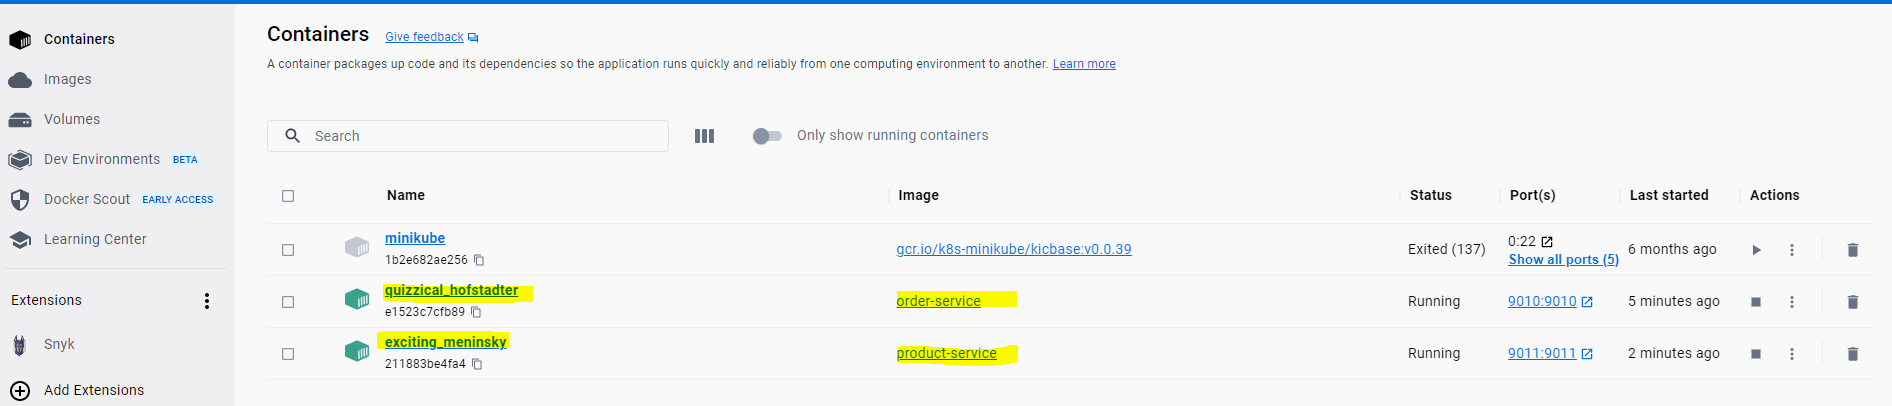 Containers
Images
Volumes
Dev Environments BETA
Docker Scout EARLY ACCESS
Learning Center
Extensions
Snyk
Add Extensions
Containers Give feedback
A container packages up code and its dependencies so the application runs quickly and reliably from one computing environment to another. Learn more
Search
Only show running containers
Name Image Status Port(s) Last started Actions
minikube gcr.io/k8s-minikube/kicbase:v0.0.39 Exited (137) 0:22 6 months ago
1b2e682ae256 Show all ports (5)
quizzical_hofstadter order-service Running 9010:9010 5 minutes ago
e1523c7cfb89
exciting_meninsky product-service Running 9011:9011 2 minutes ago
211883be4fa4